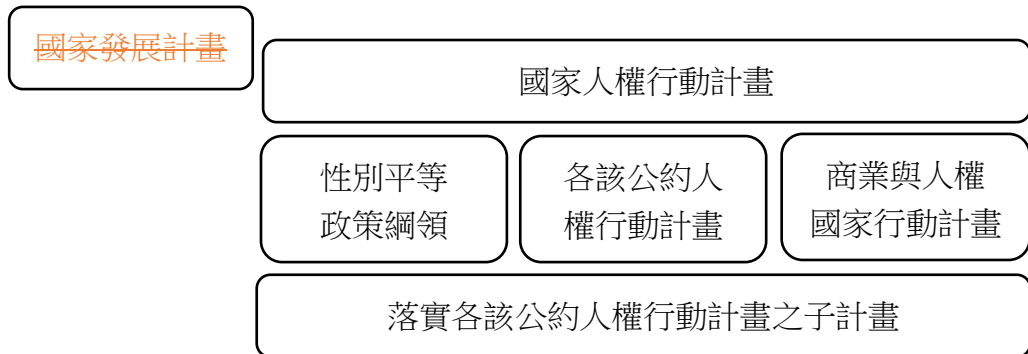 國家發展計畫
國家人權行動計畫
性別平等
政策綱領
各該公約人
權行動計畫
商業與人權
國家行動計畫
落實各該公約人權行動計畫之子計畫